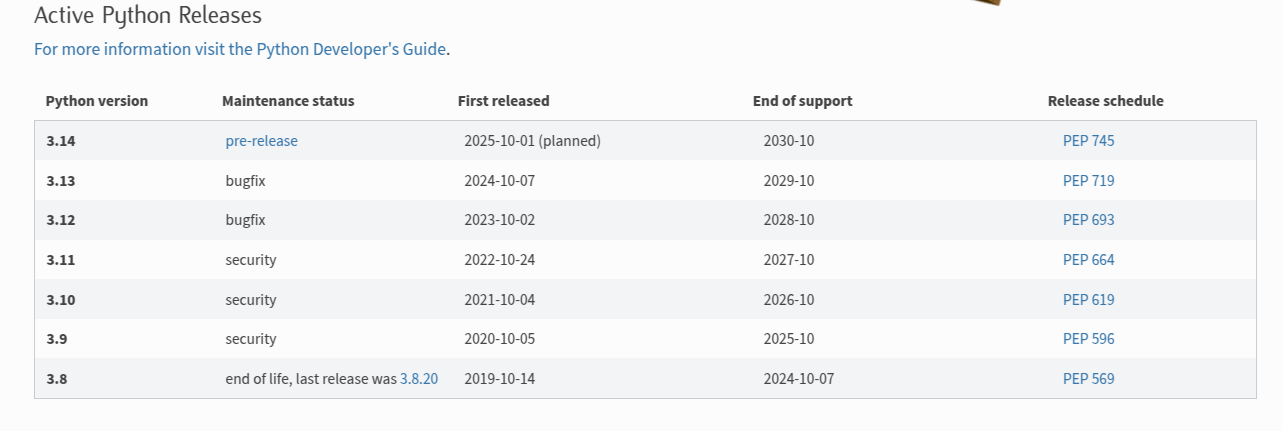 Active Python Releases
For more information visit the Python Developer's Guide.
Python version Maintenance status First released End of support Release schedule
3.14 pre-release 2025-10-01 (planned) 2030-10 PEP 745
3.13 bugfix 2024-10-07 2029-10 PEP 719
3.12 bugfix 2023-10-02 2028-10 PEP 693
3.11 security 2022-10-24 2027-10 PEP 664
3.10 security 2021-10-04 2026-10 PEP 619
3.9 security 2020-10-05 2025-10 PEP 596
3.8 end of life, last release was 3.8.20 2019-10-14 2024-10-07 PEP 569